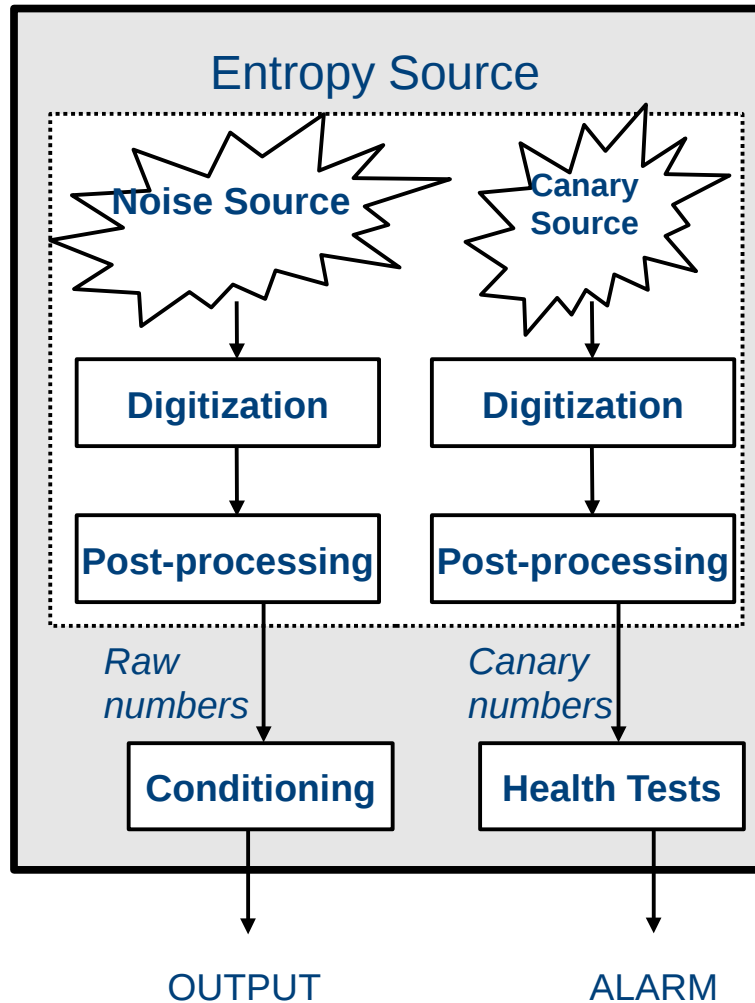 Entropy Source
Noise Source
Canary
Source
Digitization
Digitization
Post-processing
Post-processing
Raw
numbers
Canary
numbers
Conditioning
Health Tests
OUTPUT
ALARM